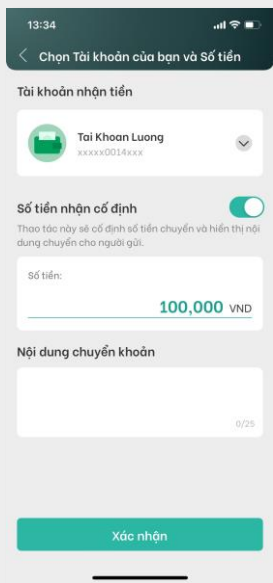 13:34
Chọn Tài khoản của bạn và Số tiền
Tài khoản nhận tiền
Tai Khoan Luong
xxxxx0014xxx
Số tiền nhận cố định
Thao tác này sẽ cố định số tiền chuyển và hiển thị nội
dung chuyển cho người gửi.
Số tiền:
100,000 VND
Nội dung chuyển khoản
0/25
Xác nhận